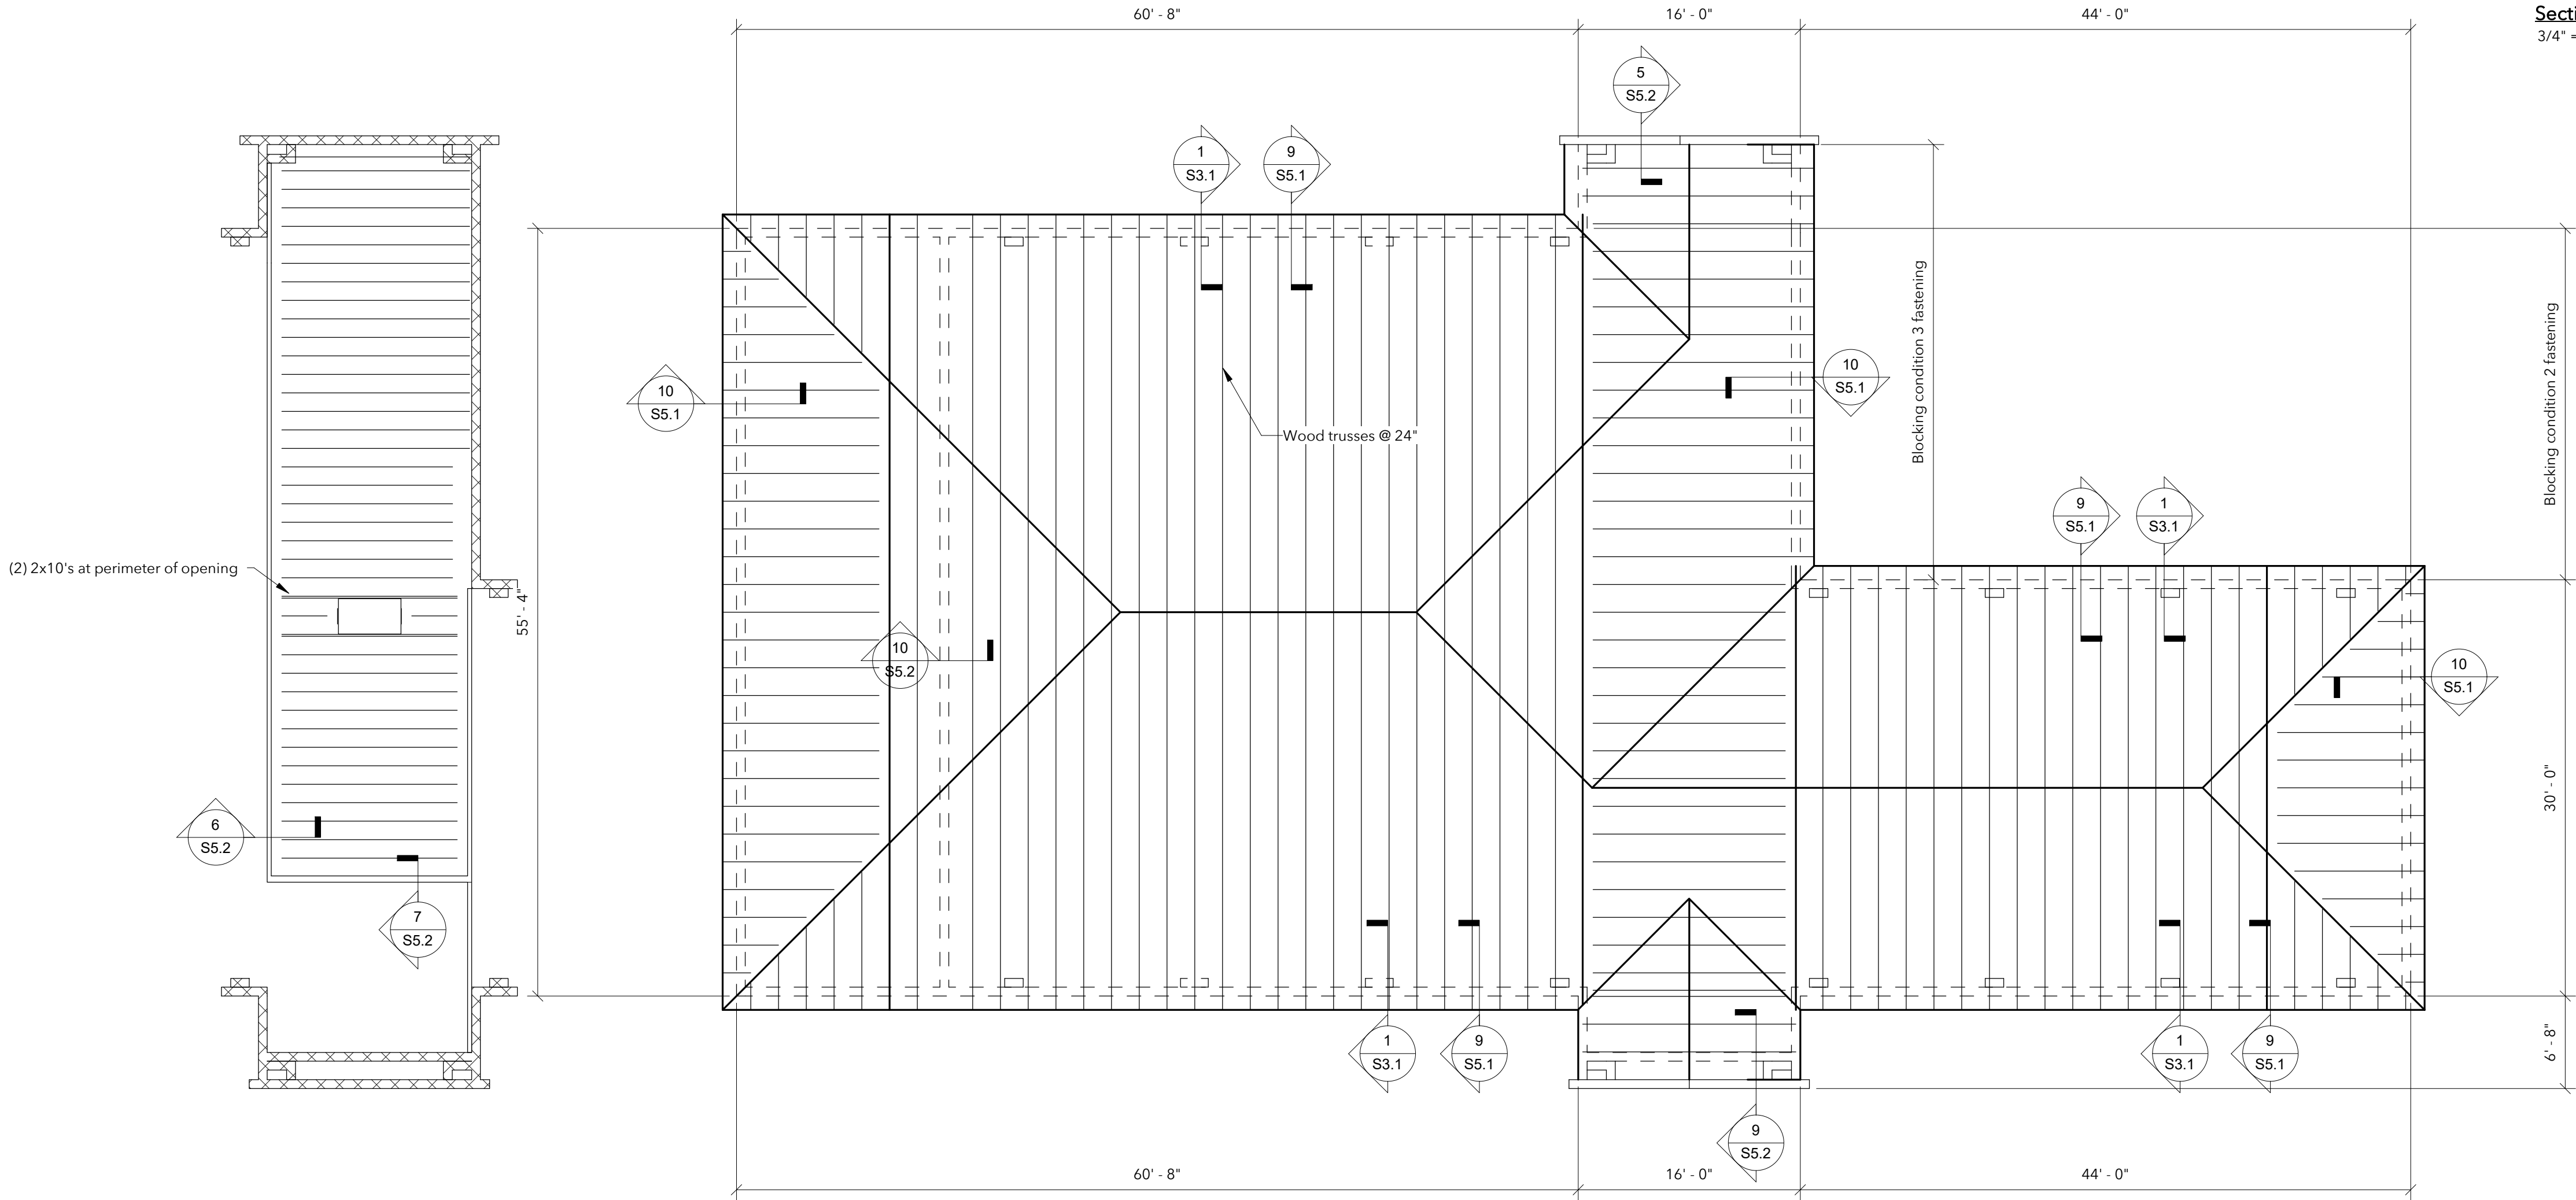 60' - 8"
16' - 0"
44' - 0"
Secti
3/4" =
5
S5.2
1
S3.1
9
S5.1
Blocking condition 3 fastening
Blocking condition 2 fastening
10
S5.1
10
S5.1
Wood trusses @ 24"
9
S5.1
1
S3.1
(2) 2x10's at perimeter of opening
55' - 4"
10
S5.2
10
S5.1
6
S5.2
30' - 0"
7
S5.2
1
S3.1
9
S5.1
1
S3.1
9
S5.1
6' - 8"
9
S5.2
60' - 8"
16' - 0"
44' - 0"